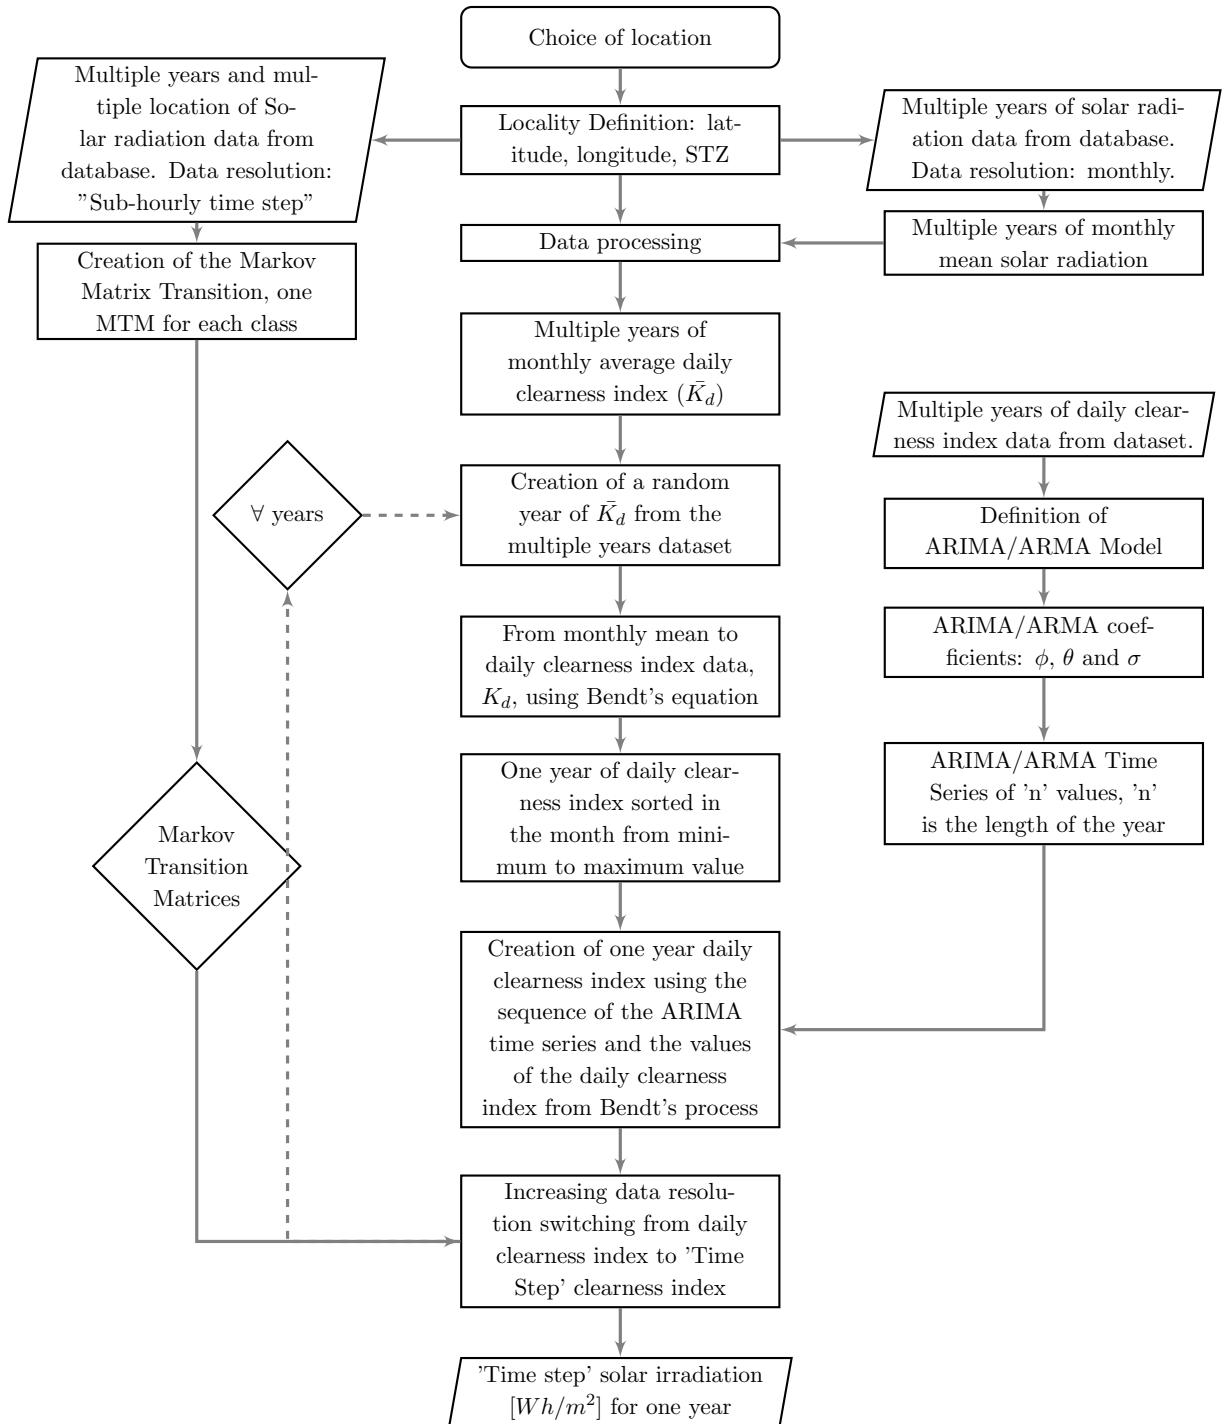 Choice of location
Multiple years and mul-
tiple location of So-
lar radiation data from
database. Data resolution:
”Sub-hourly time step”
Locality Definition: lat-
itude, longitude, STZ
Multiple years of solar radi-
ation data from database.
Data resolution: monthly.
Creation of the Markov
Matrix Transition, one
MTM for each class
Data processing
Multiple years of monthly
mean solar radiation
Multiple years of
monthly average daily
clearness index ($\bar{K_d}$)
Multiple years of daily clear-
ness index data from dataset.
∀ years
Creation of a random
year of $\bar{K_d}$ from the
multiple years dataset
Definition of
ARIMA/ARMA Model
From monthly mean to
daily clearness index data,
$K_d$, using Bendt's equation
ARIMA/ARMA coef-
ficients: ϕ, θ and σ
Markov
Transition
Matrices
One year of daily clear-
ness index sorted in
the month from mini-
mum to maximum value
ARIMA/ARMA Time
Series of 'n' values, 'n'
is the length of the year
Creation of one year daily
clearness index using the
sequence of the ARIMA
time series and the values
of the daily clearness
index from Bendt's process
Increasing data resolu-
tion switching from daily
clearness index to 'Time
Step' clearness index
'Time step' solar irradiation
[$Wh/m^2$] for one year